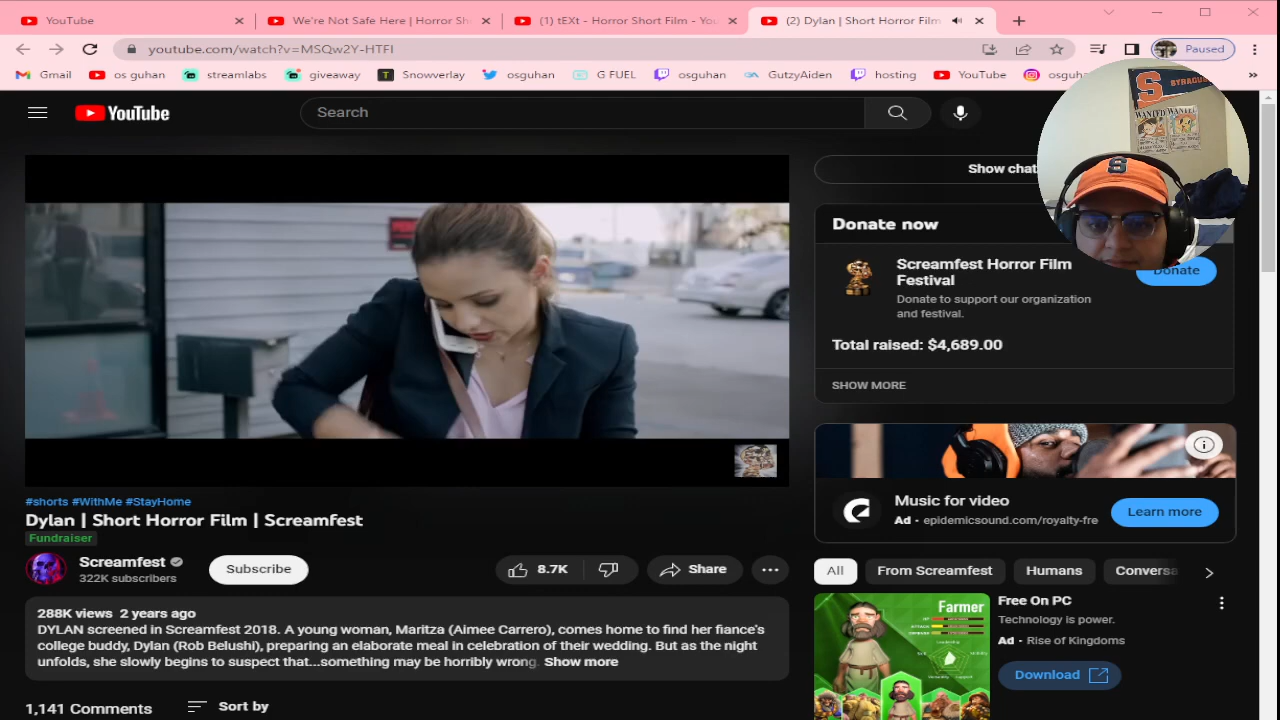 YouTube
We're Not Safe Here | Horror Sh
(1) tEXt - Horror Short Film - You
(2) Dylan | Short Horror Film
youtube.com/watch?v=MSQw2Y-HTFI
Paused
Gmail
os guhan
streamlabs
giveaway
Snowverlay
osguhan
G FUEL
osguhan
GutzyAiden
hosting
YouTube
osguha
YouTube
Search
SYRACUS
WANTED WANTED
Show chat
Donate now
Screamfest Horror Film
Festival
Donate
Donate to support our organization
and festival.
Total raised: $4,689.00
SHOW MORE
Music for video
Ad - epidemicsound.com/royalty-fre
Learn more
#shorts #WithMe #StayHome
Dylan | Short Horror Film | Screamfest
Fundraiser
Screamfest
322K subscribers
Subscribe
8.7K
Share
All
From Screamfest
Humans
Conversa
288K views 2 years ago
DYLAN screened in Screamfest 2018. A young woman, Maritza (Aimee Garcia), comes home to find her fiance's
college buddy, Dylan (Rob Belushi), preparing an elaborate meal in celebration of their wedding. But as the night
unfolds, she slowly begins to suspect that...something may be horribly wrong. Show more
Farmer
Free On PC
Technology is power.
Ad - Rise of Kingdoms
Download
1,141 Comments
Sort by